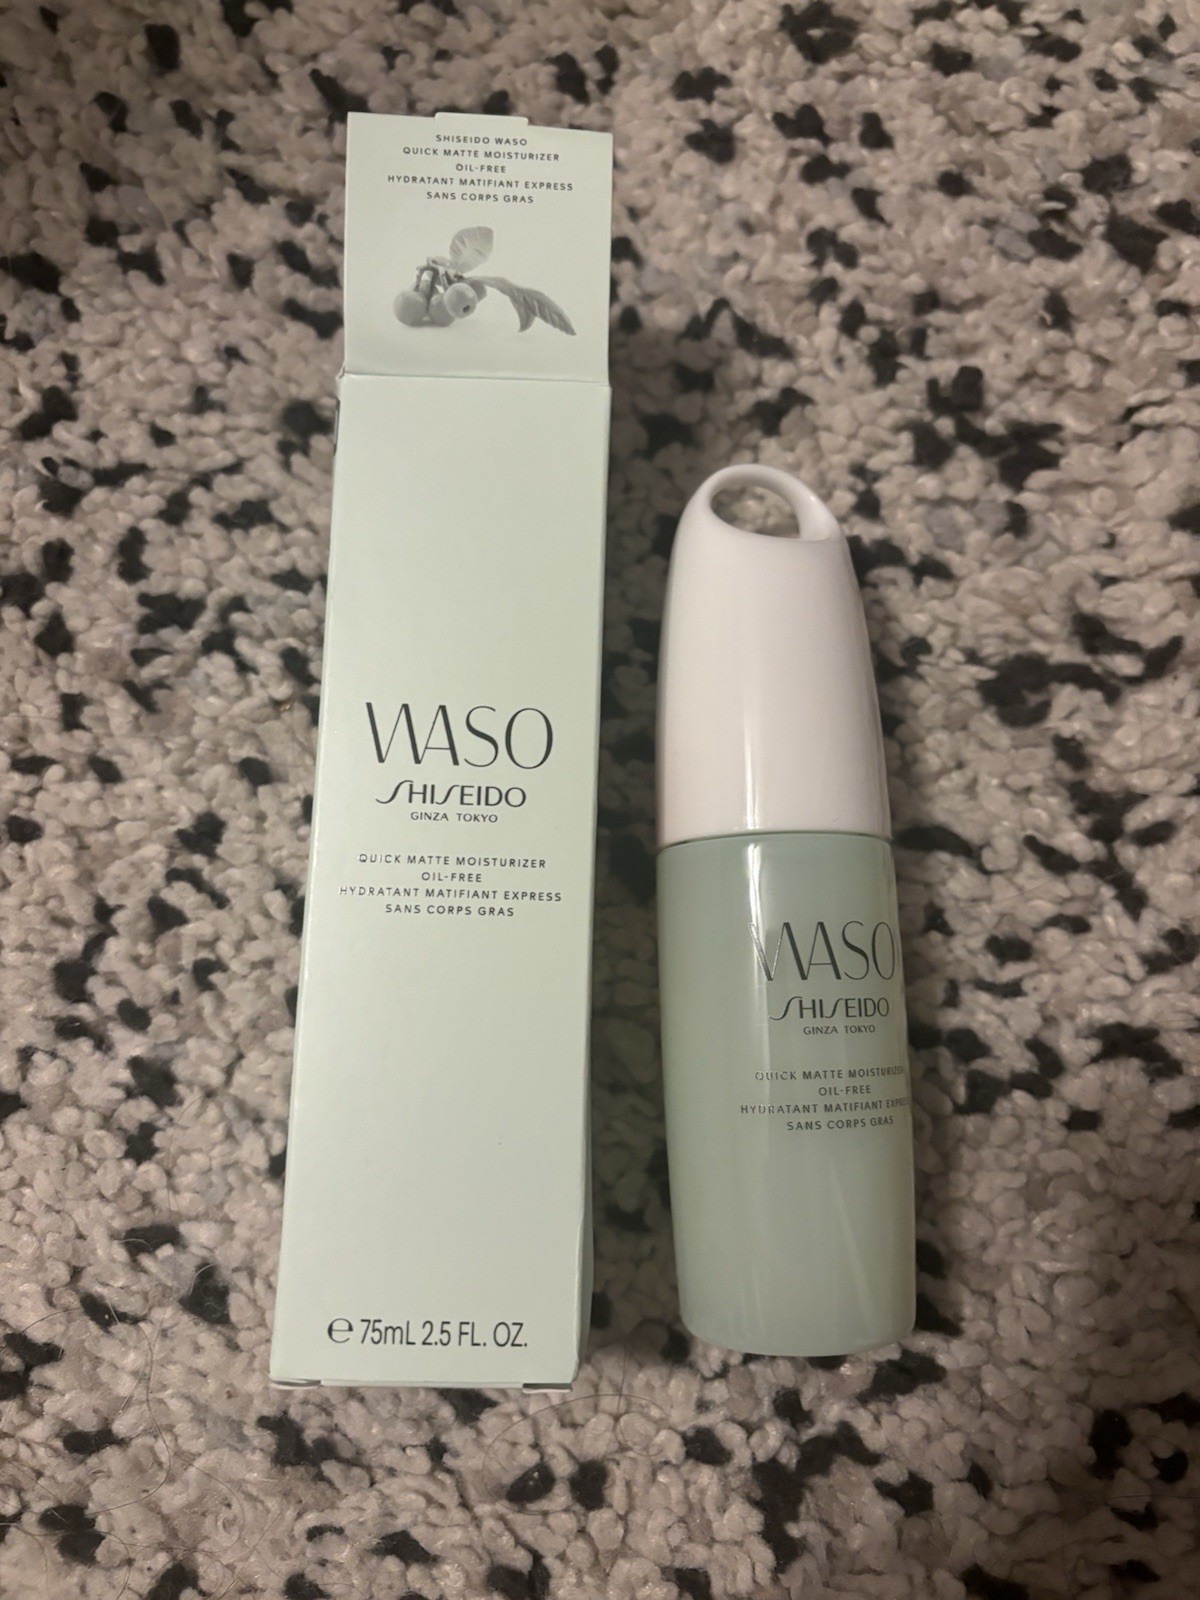 SHISEIDO WASO
QUICK MATTE MOISTURIZER
OIL-FREE
HYDRATANT MATIFIANT EXPRESS
SANS CORPS GRAS
WASO
SHISEIDO
GINZA TOKYO
QUICK MATTE MOISTURIZER
OIL-FREE
HYDRATANT MATIFIANT EXPRESS
SANS CORPS GRAS
e 75mL 2.5 FL. OZ.
WASO
SHISEIDO
GINZA TOKYO
QUICK MATTE MOISTURIZER
OIL-FREE
HYDRATANT MATIFIANT EXPRESS
SANS CORPS GRAS